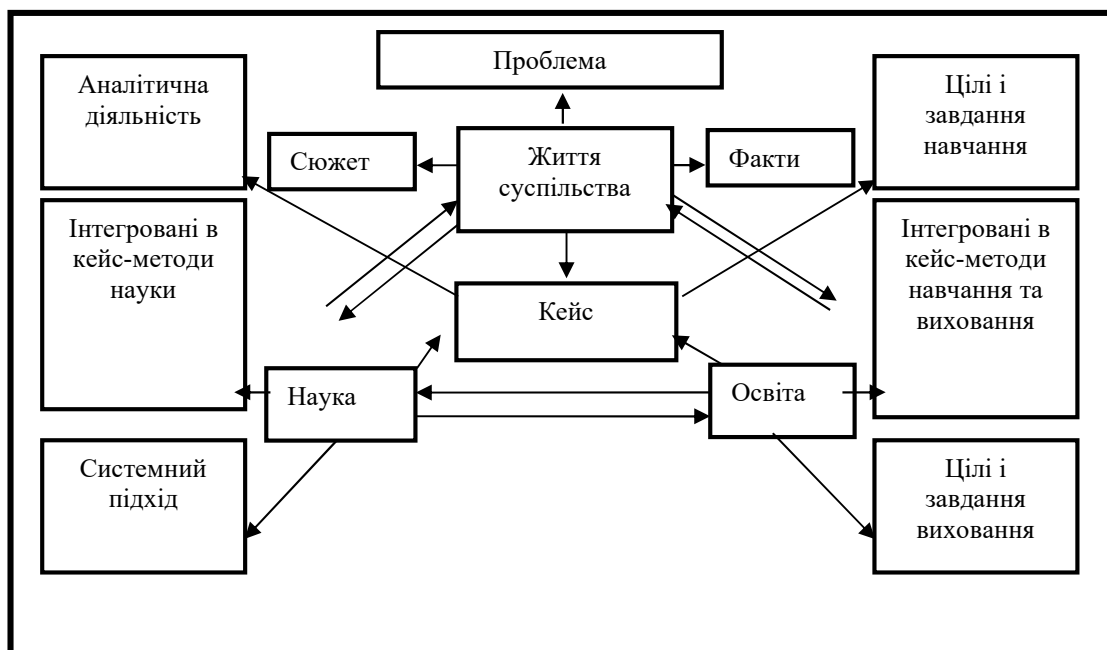 Проблема
Аналітична
діяльність
Цілі і
завдання
навчання
Сюжет
Життя
суспільства
Факти
Інтегровані в
кейс-методи
науки
Кейс
Інтегровані в
кейс-методи
навчання та
виховання
Наука
Освіта
Системний
підхід
Цілі і
завдання
виховання